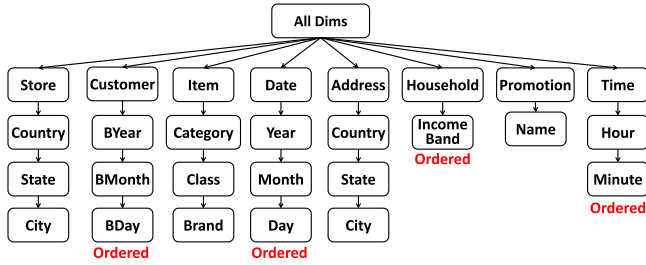 All Dims
Store Customer Item Date Address Household Promotion Time
Country BYear Category Year Country Income Band Name Hour
Ordered
State BMonth Class Month State Minute
Ordered
City BDay Brand Day City
Ordered Ordered